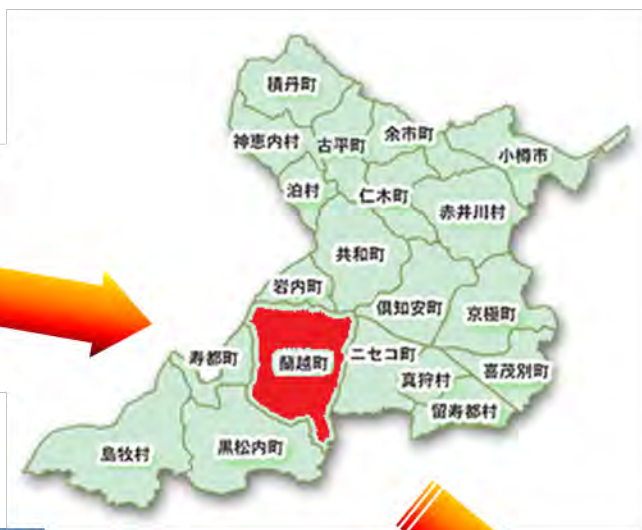 積丹町
神恵内村
古平町
余市町
小樽市
泊村
仁木町
赤井川村
共和町
岩内町
倶知安町
京極町
寿都町
蘭越町
ニセコ町
真狩村
喜茂別町
留寿都村
島牧村
黒松内町